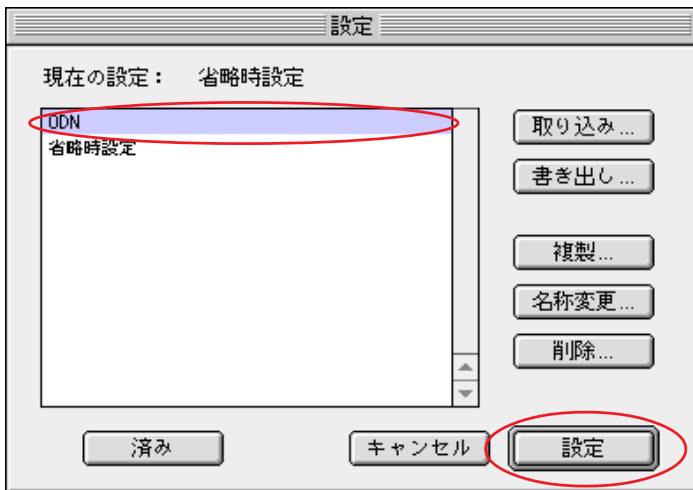 設定
現在の設定： 省略時設定
ODN
省略時設定
取り込み...
書き出し...
複製...
名称変更...
削除...
済み
キャンセル
設定